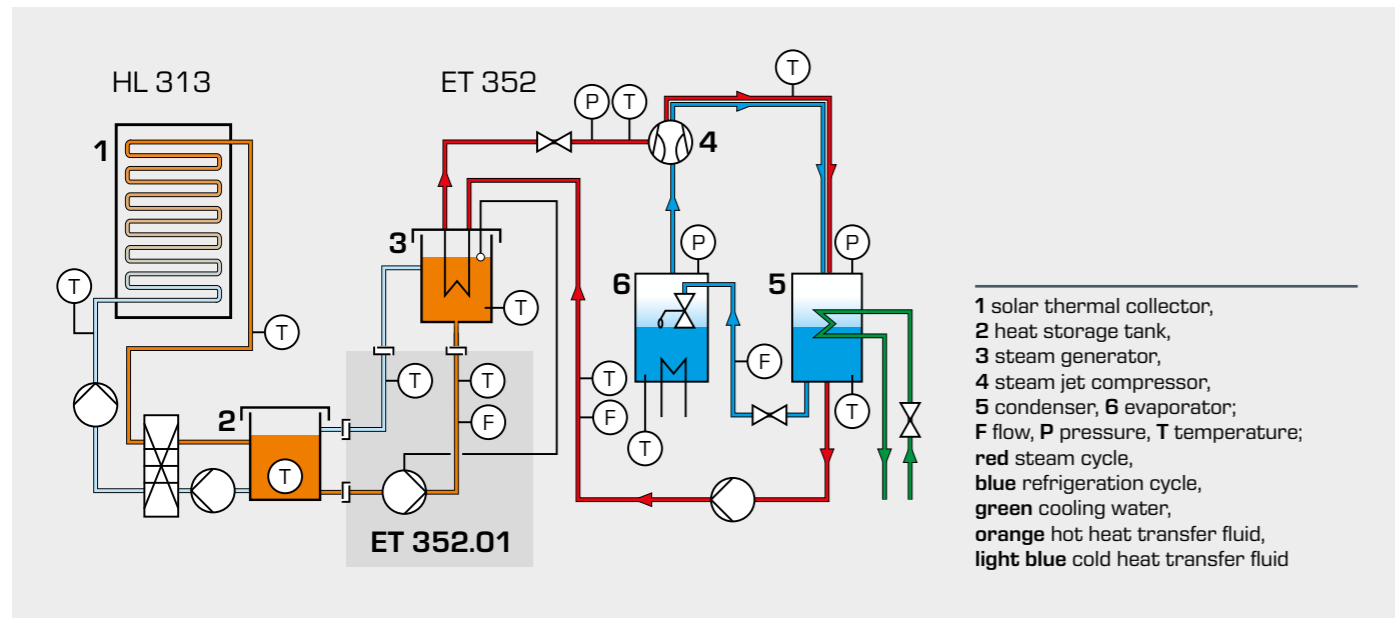 HL 313
ET 352
1
T
T
2
T
3
T
T
T
F
ET 352.01
P
T
4
T
T
F
6
P
T
F
5
P
T
1 solar thermal collector,
2 heat storage tank,
3 steam generator,
4 steam jet compressor,
5 condenser, 6 evaporator;
F flow, P pressure, T temperature;
red steam cycle,
blue refrigeration cycle,
green cooling water,
orange hot heat transfer fluid,
light blue cold heat transfer fluid